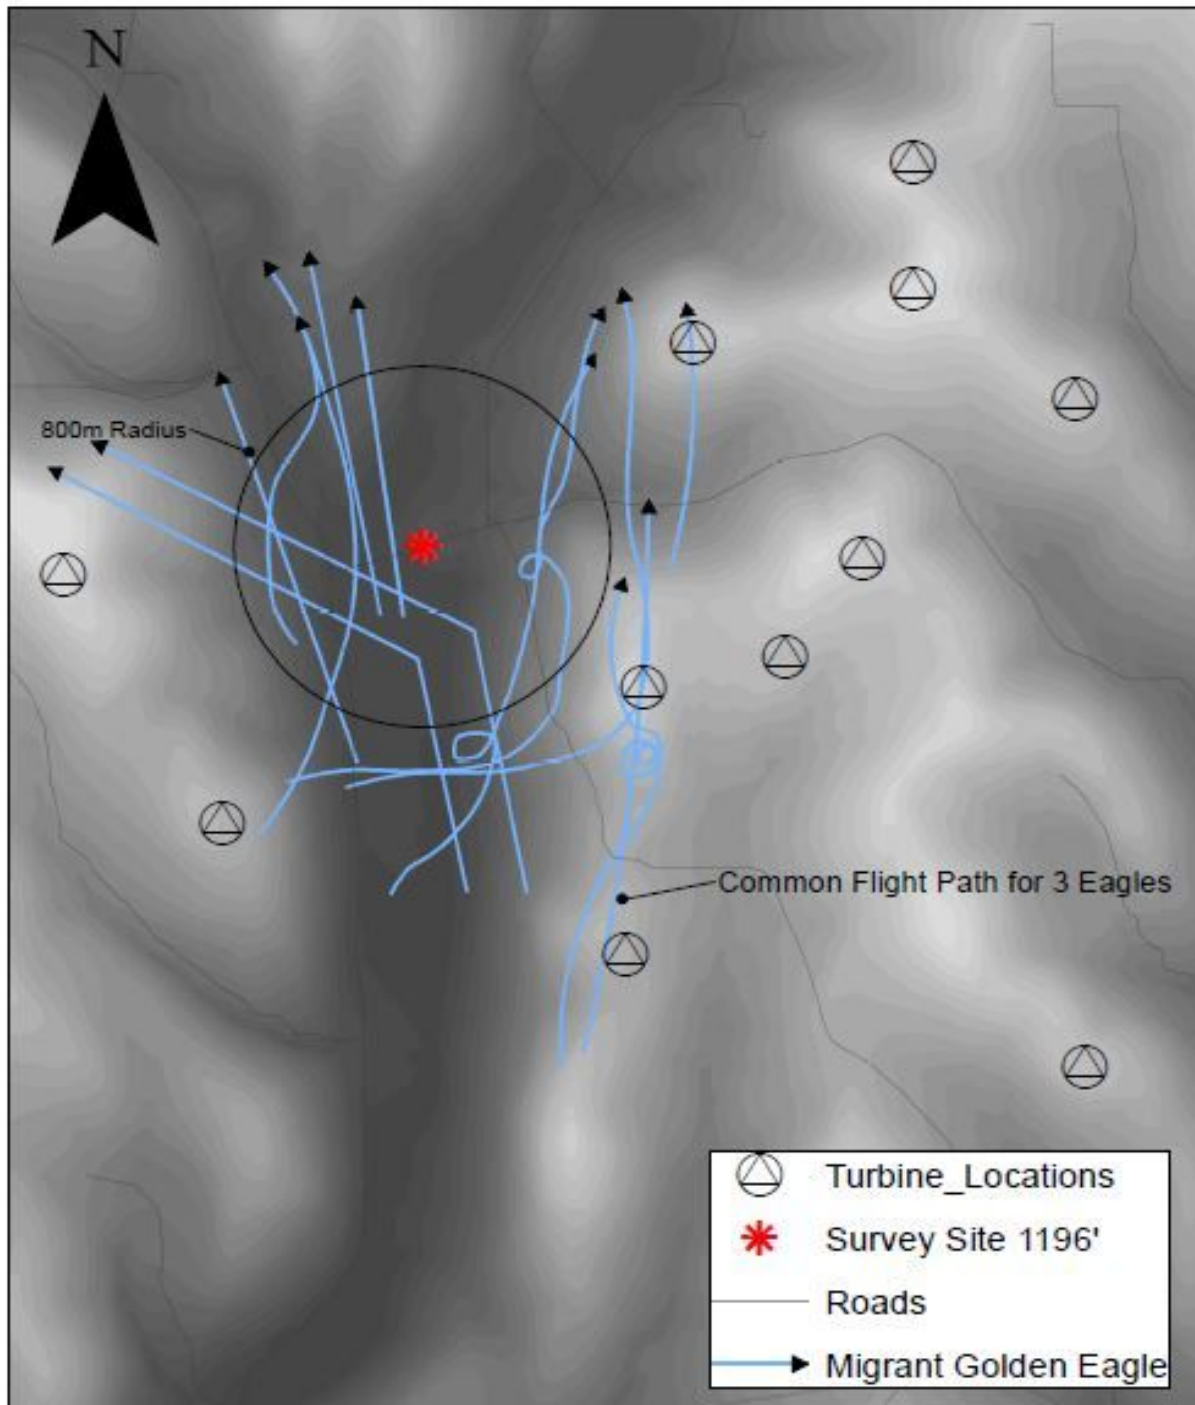 N
800m Radius
Common Flight Path for 3 Eagles
Turbine_Locations
Survey Site 1196'
Roads
Migrant Golden Eagle